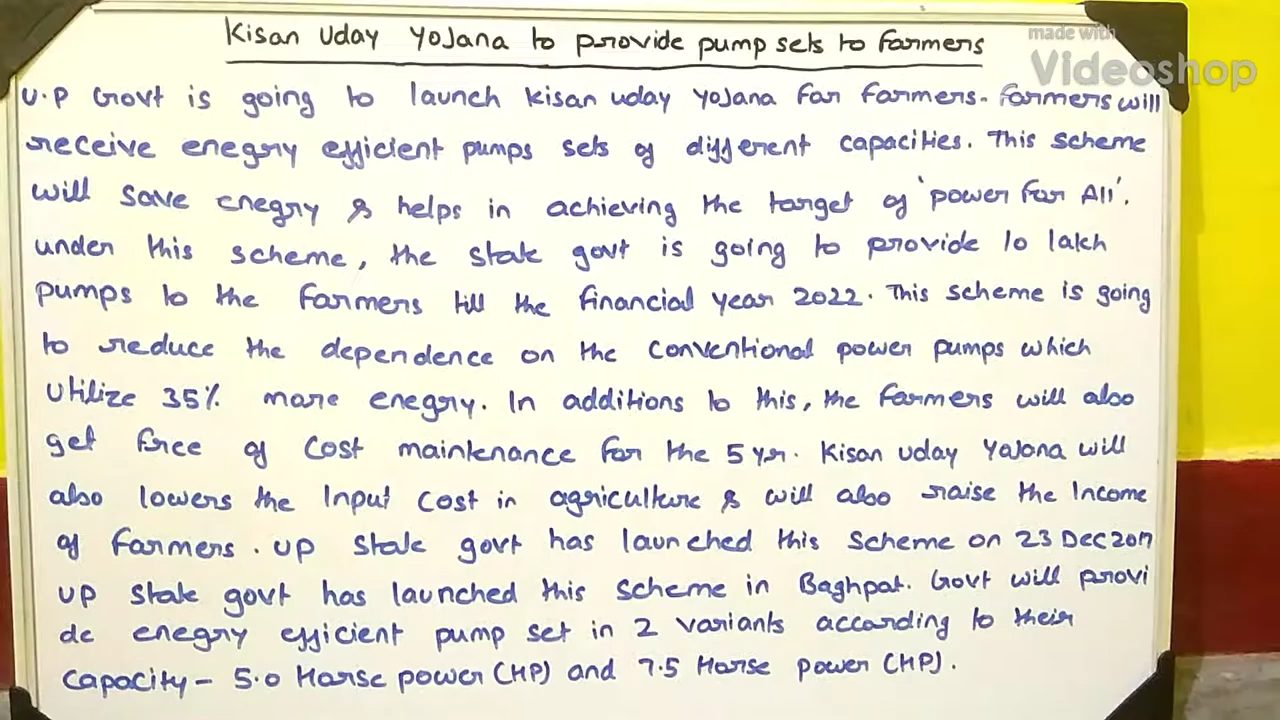 Kisan Uday Yojana to provide pump sets to farmers
made with
Videoshop
U.P Govt is going to launch Kisan uday yojana For farmers. Farmers will
receive enegry efficient pumps sets of different capacities. This scheme
will save enegry & helps in achieving the target of 'power For All'.
under this scheme, the state govt is going to provide 10 lakh
pumps to the farmers till the financial year 2022. This scheme is going
to reduce the dependence on the conventional power pumps which
utilize 35% more enegry. In additions to this, the farmers will also
get free of cost maintenance for the 5 yr. Kisan uday Yojona will
also lowers the Input cost in agriculture & will also raise the Income
of farmers. UP state govt has launched this scheme on 23 Dec 2017
UP state govt has launched this scheme in Baghpat. Govt will provi
de enegry efficient pump set in 2 variants according to their
capacity - 5.0 Horse power (HP) and 7.5 Horse power (HP).